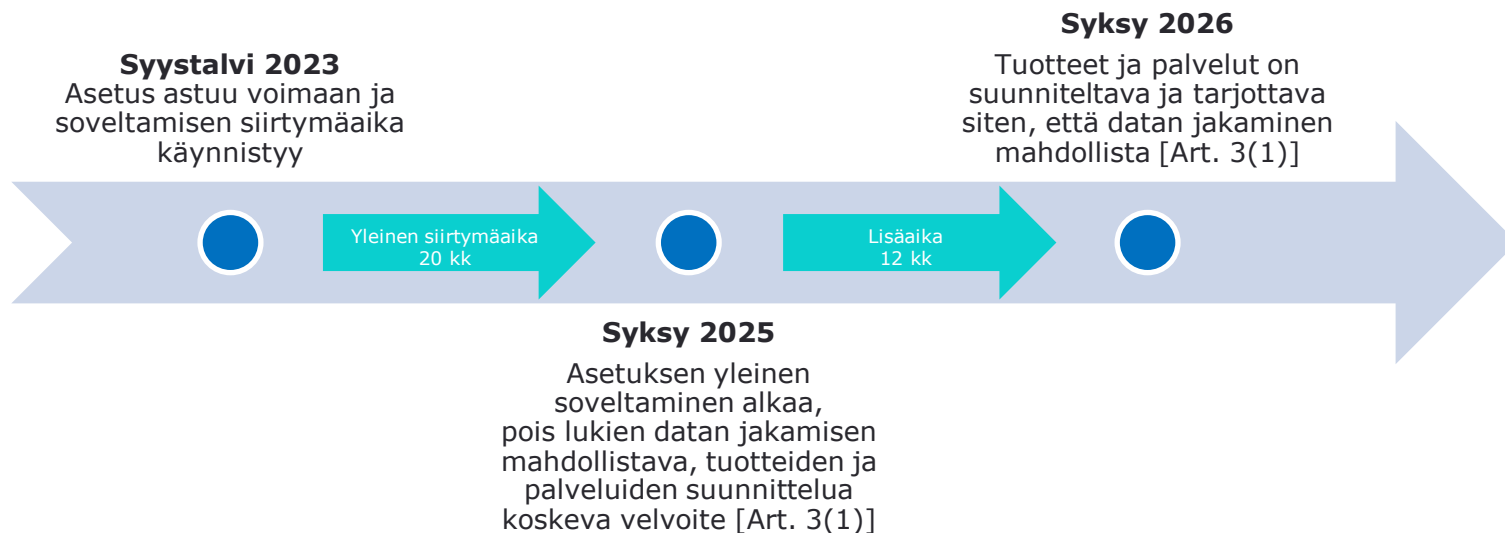 Syystalvi 2023
Asetus astuu voimaan ja
soveltamisen siirtymäaika
käynnistyy
Yleinen siirtymäaika
20 kk
Syksy 2025
Asetuksen yleinen
soveltaminen alkaa,
pois lukien datan jakamisen
mahdollistava, tuotteiden ja
palveluiden suunnittelua
koskeva velvoite [Art. 3(1)]
Lisäaika
12 kk
Syksy 2026
Tuotteet ja palvelut on
suunniteltava ja tarjottava
siten, että datan jakaminen
mahdollista [Art. 3(1)]